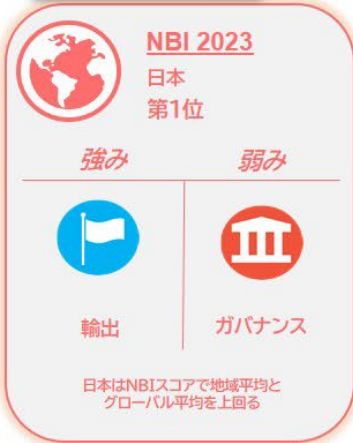 NBI 2023
日本
第1位
強み 弱み
輸出 ガバナンス
日本はNBIスコアで地域平均と
グローバル平均を上回る